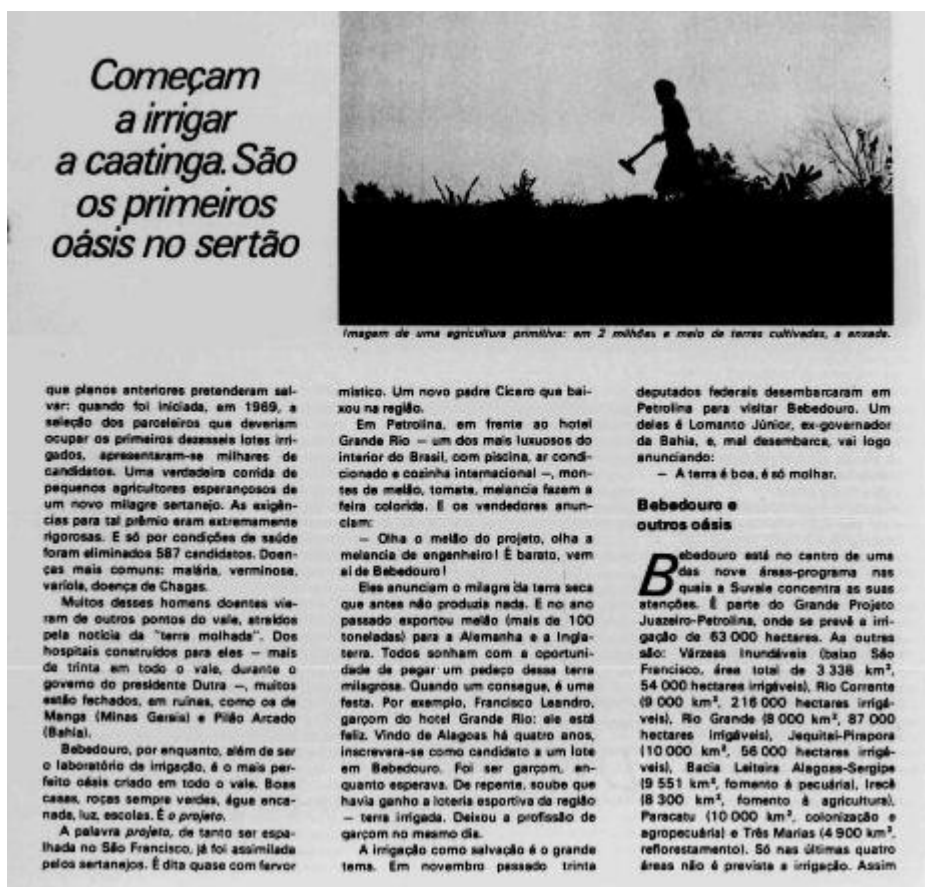 Começam
a irrigar
a caatinga. São
os primeiros
oásis no sertão
Imagem de uma agricultura primitiva: em 2 milhões e meio de terras cultivadas, a enxada.
que planos anteriores pretenderam sal-
var: quando foi iniciada, em 1969, a
seleção dos parceleiros que deveriam
ocupar os primeiros dezesseis lotes irri-
gados, apresentaram-se milhares de
candidatos. Uma verdadeira corrida de
pequenos agricultores esperançosos de
um novo milagre sertanejo. As exigên-
cias para tal prêmio eram extremamente
rigorosas. E só por condições de saúde
foram eliminados 587 candidatos. Doen-
ças mais comuns: malária, verminose,
varíola, doença de Chagas.
Muitos desses homens doentes vie-
ram de outros pontos do vale, atraídos
pela notícia da "terra molhada". Dos
hospitais construídos para eles — mais
de trinta em todo o vale, durante o
governo do presidente Dutra —, muitos
estão fechados, em ruínas, como os de
Manga (Minas Gerais) e Pilão Arcado
(Bahia).
Bebedouro, por enquanto, além de ser
o laboratório da irrigação, é o mais per-
feito oásis criado em todo o vale. Boas
casas, roças sempre verdes, água enca-
nada, luz, escolas. É o projeto.
A palavra projeto, de tanto ser espa-
lhada no São Francisco, já foi assimilada
pelos sertanejos. É dita quase com fervor
místico. Um novo padre Cícero que bai-
xou na região.
Em Petrolina, em frente ao hotel
Grande Rio — um dos mais luxuosos do
interior do Brasil, com piscina, ar condi-
cionado e cozinha internacional —, mon-
tes de melão, tomate, melancia fazem a
feira colorida. E os vendedores anun-
ciam:
— Olha o melão do projeto, olha a
melancia de engenheiro! É barato, vem
aí de Bebedouro!
Eles anunciam o milagre da terra seca
que antes não produzia nada. E no ano
passado exportou melão (mais de 100
toneladas) para a Alemanha e a Ingla-
terra. Todos sonham com a oportuni-
dade de pegar um pedaço dessa terra
milagrosa. Quando um consegue, é uma
festa. Por exemplo, Francisco Leandro,
garçom do hotel Grande Rio: ele está
feliz. Vindo de Alagoas há quatro anos,
inscrevera-se como candidato a um lote
em Bebedouro. Foi ser garçom, en-
quanto esperava. De repente, soube que
havia ganho a loteria esportiva da região
— terra irrigada. Deixou a profissão de
garçom no mesmo dia.
A irrigação como salvação é o grande
tema. Em novembro passado trinta
deputados federais desembarcaram em
Petrolina para visitar Bebedouro. Um
deles é Lomanto Júnior, ex-governador
da Bahia, e, mal desembarca, vai logo
anunciando:
— A terra é boa, é só molhar.
Bebedouro e
outros oásis
Bebedouro está no centro de uma
das nove áreas-programa nas
quais a Suvale concentra as suas
atenções. É parte do Grande Projeto
Juazeiro-Petrolina, onde se prevê a irri-
gação de 63 000 hectares. As outras
são: Várzeas Inundáveis (baixo São
Francisco, área total de 3 338 km²,
54 000 hectares irrigáveis), Rio Corrente
(9 000 km², 216 000 hectares irrigá-
veis), Rio Grande (8 000 km², 87 000
hectares irrigáveis), Jequitaí-Pirapora
(10 000 km², 56 000 hectares irrigá-
veis), Bacia Leiteira Alagoas-Sergipe
(9 551 km², fomento à pecuária), Irecê
(8 300 km², fomento à agricultura),
Paracatu (10 000 km², colonização e
agropecuária) e Três Marias (4 900 km²,
reflorestamento). Só nas últimas quatro
áreas não é prevista a irrigação. Assim